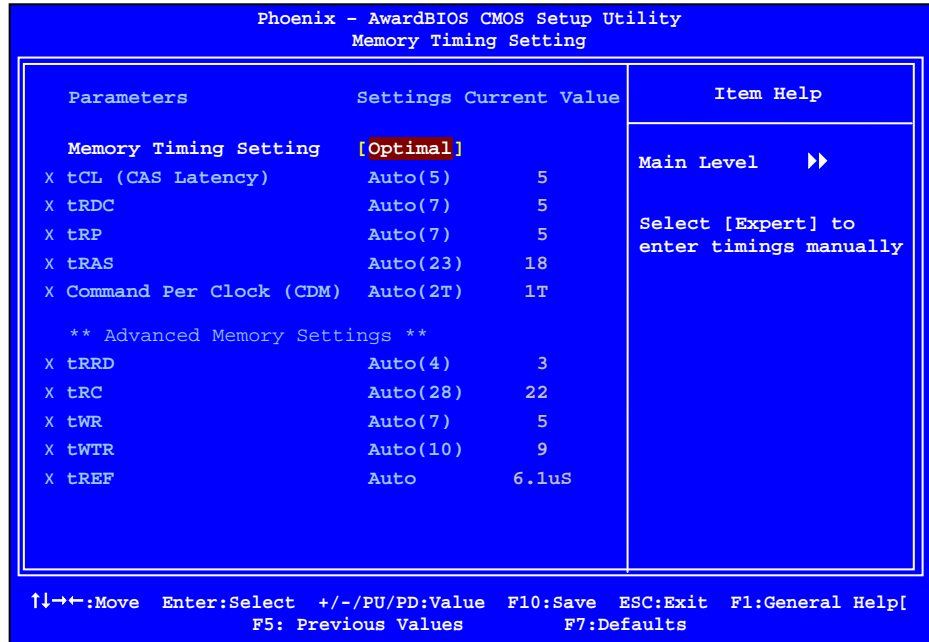 Phoenix – AwardBIOS CMOS Setup Utility
Memory Timing Setting
Parameters Settings Current Value
Item Help
Memory Timing Setting [Optimal]
X tCL (CAS Latency) Auto(5) 5
X tRDC Auto(7) 5
X tRP Auto(7) 5
X tRAS Auto(23) 18
X Command Per Clock (CDM) Auto(2T) 1T
** Advanced Memory Settings **
X tRRD Auto(4) 3
X tRC Auto(28) 22
X tWR Auto(7) 5
X tWTR Auto(10) 9
X tREF Auto 6.1uS
Main Level
Select [Expert] to
enter timings manually
↑↓→←:Move Enter:Select +/-/PU/PD:Value F10:Save ESC:Exit F1:General Help[
F5: Previous Values F7:Defaults